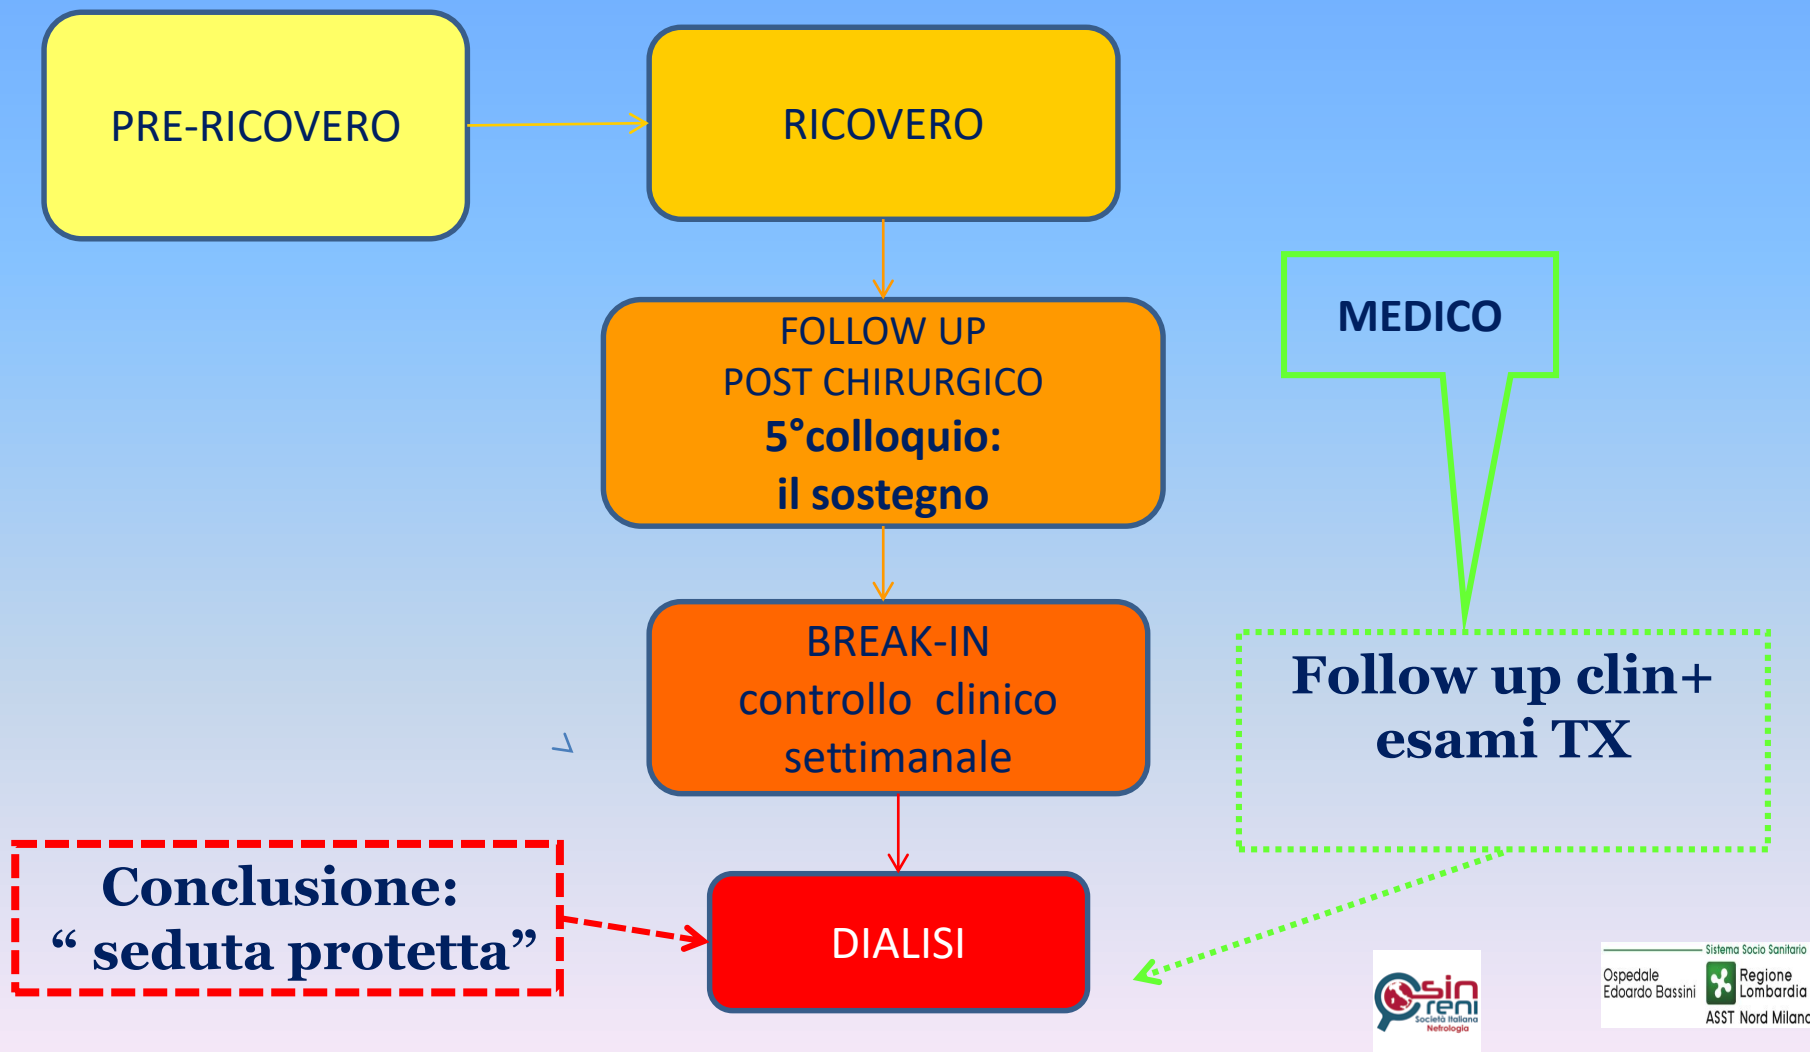 PRE-RICOVERO
RICOVERO
FOLLOW UP
POST CHIRURGICO
5°colloquio:
il sostegno
MEDICO
BREAK-IN
controllo clinico
settimanale
Follow up clin+
esami TX
Conclusione:
“ seduta protetta”
DIALISI
sin
reni
Società Italiana
Nefrologia
Sistema Socio Sanitario
Ospedale
Edoardo Bassini
Regione
Lombardia
ASST Nord Milano